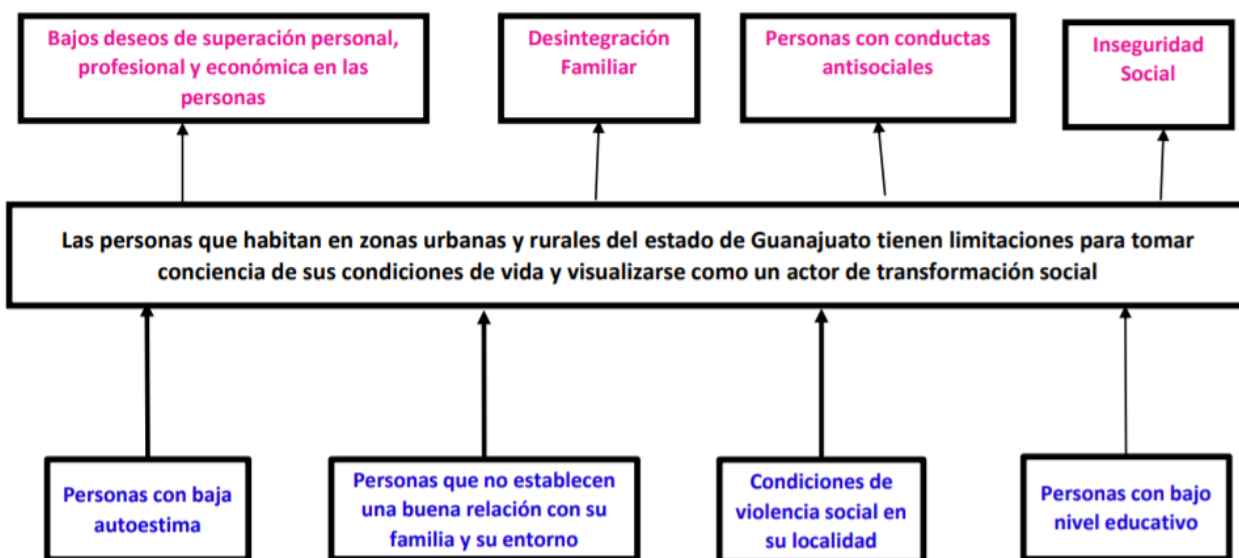 Bajos deseos de superación personal,
profesional y económica en las
personas
Desintegración
Familiar
Personas con conductas
antisociales
Inseguridad
Social
Las personas que habitan en zonas urbanas y rurales del estado de Guanajuato tienen limitaciones para tomar
conciencia de sus condiciones de vida y visualizarse como un actor de transformación social
Personas con baja
autoestima
Personas que no establecen
una buena relación con su
familia y su entorno
Condiciones de
violencia social en
su localidad
Personas con bajo
nivel educativo